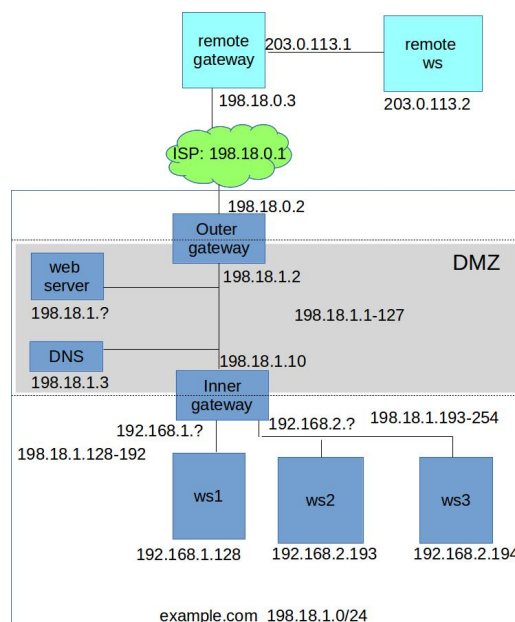 remote
gateway
203.0.113.1
remote
ws
198.18.0.3
203.0.113.2
ISP: 198.18.0.1
198.18.0.2
Outer
gateway
DMZ
web
server
198.18.1.2
198.18.1.?
198.18.1.1-127
DNS
198.18.1.10
198.18.1.3
Inner
gateway
192.168.1.?
192.168.2.?
198.18.1.193-254
198.18.1.128-192
ws1
ws2
ws3
192.168.1.128
192.168.2.193
192.168.2.194
example.com 198.18.1.0/24